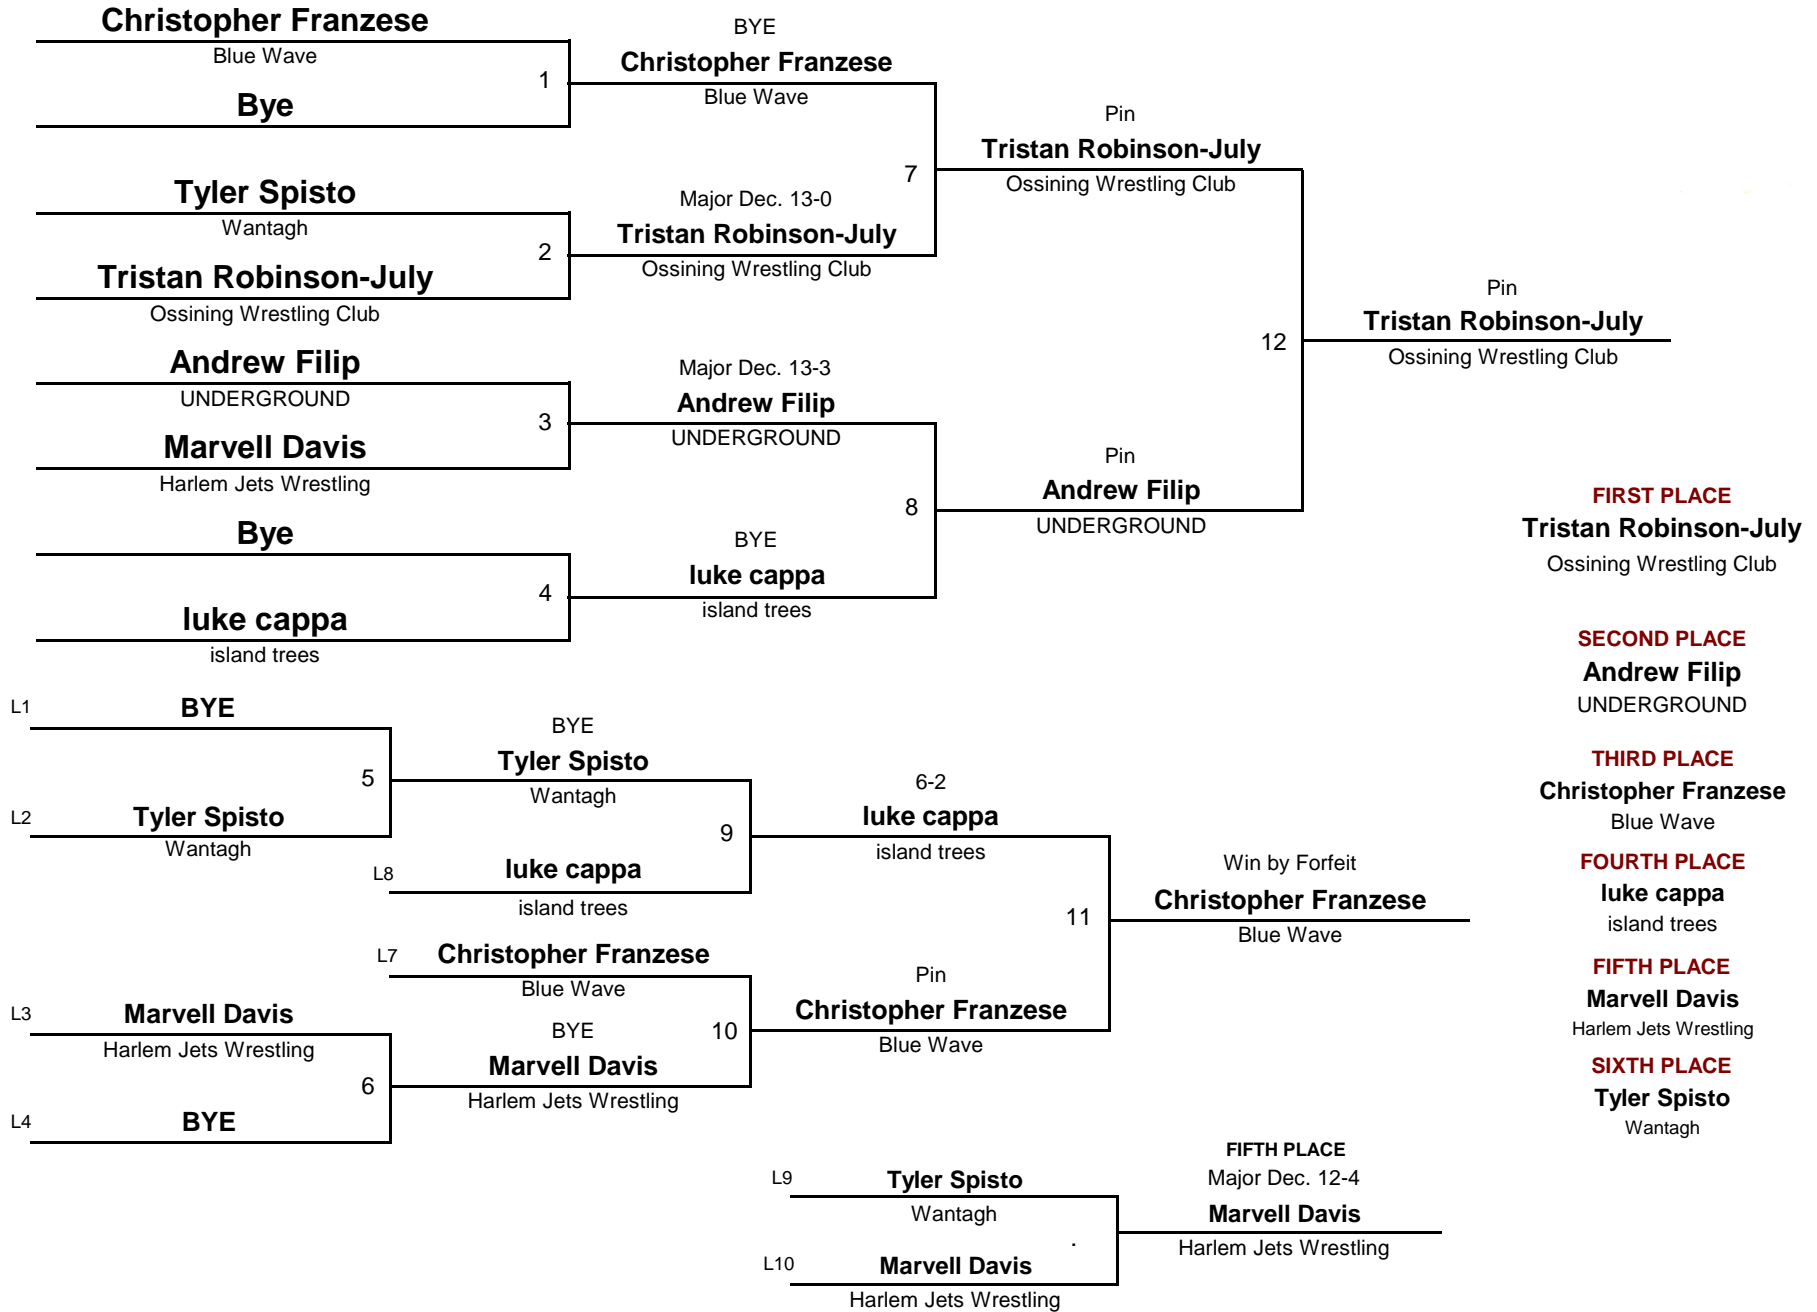 Christopher Franzese
Blue Wave
1
Bye
BYE
Christopher Franzese
Blue Wave
Tyler Spisto
Wantagh
2
Tristan Robinson-July
Ossining Wrestling Club
Major Dec. 13-0
Tristan Robinson-July
Ossining Wrestling Club
7
Pin
Tristan Robinson-July
Ossining Wrestling Club
Andrew Filip
UNDERGROUND
3
Marvell Davis
Harlem Jets Wrestling
Major Dec. 13-3
Andrew Filip
UNDERGROUND
Bye
4
luke cappa
island trees
BYE
luke cappa
island trees
8
Pin
Andrew Filip
UNDERGROUND
12
Pin
Tristan Robinson-July
Ossining Wrestling Club
L1
BYE
5
L2
Tyler Spisto
Wantagh
BYE
Tyler Spisto
Wantagh
9
L8
luke cappa
island trees
6-2
luke cappa
island trees
L7
Christopher Franzese
Blue Wave
L3
Marvell Davis
Harlem Jets Wrestling
6
L4
BYE
BYE
10
Marvell Davis
Harlem Jets Wrestling
Pin
Christopher Franzese
Blue Wave
11
Win by Forfeit
Christopher Franzese
Blue Wave
L9
Tyler Spisto
Wantagh
.
L10
Marvell Davis
Harlem Jets Wrestling
FIFTH PLACE
Major Dec. 12-4
Marvell Davis
Harlem Jets Wrestling
FIRST PLACE
Tristan Robinson-July
Ossining Wrestling Club
SECOND PLACE
Andrew Filip
UNDERGROUND
THIRD PLACE
Christopher Franzese
Blue Wave
FOURTH PLACE
luke cappa
island trees
FIFTH PLACE
Marvell Davis
Harlem Jets Wrestling
SIXTH PLACE
Tyler Spisto
Wantagh